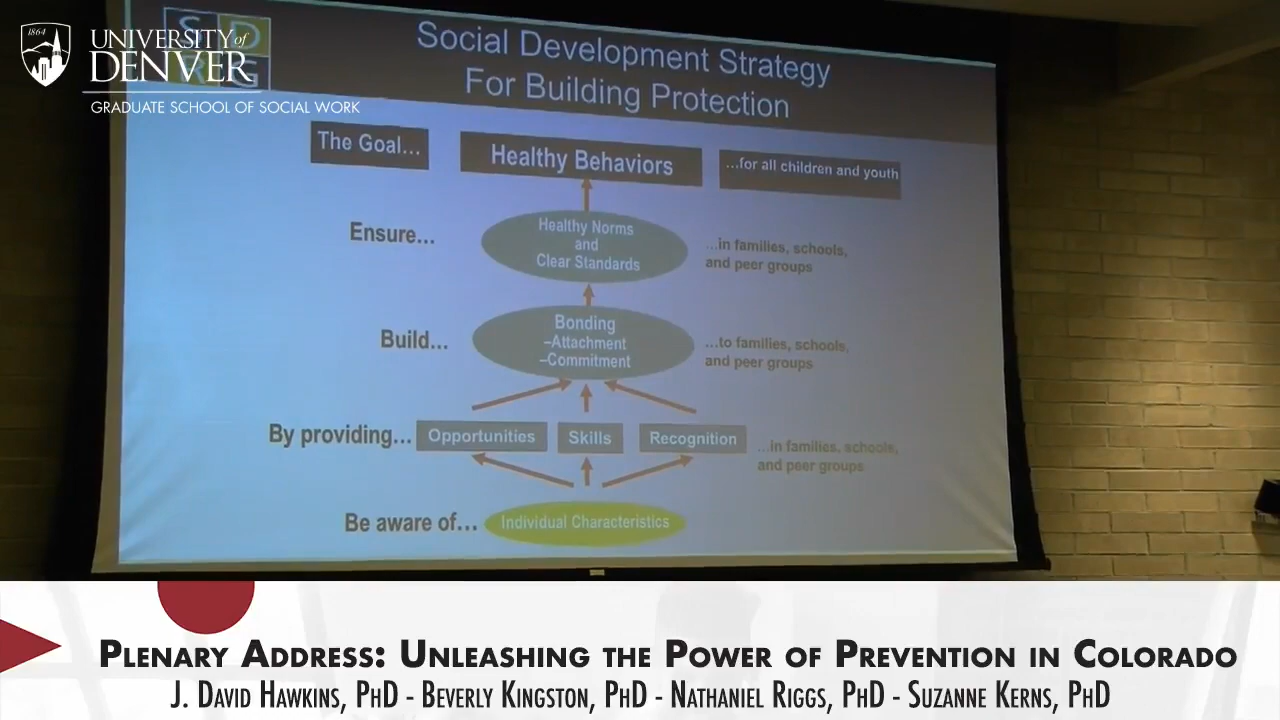 1864
UNIVERSITY of
DENVER
GRADUATE SCHOOL OF SOCIAL WORK
S D
R G
Social Development Strategy
For Building Protection
The Goal...
Healthy Behaviors
...for all children and youth
Ensure...
Healthy Norms
and
Clear Standards
...in families, schools,
and peer groups
Build...
Bonding
–Attachment
–Commitment
...to families, schools,
and peer groups
By providing...
Opportunities
Skills
Recognition
...in families, schools,
and peer groups
Be aware of...
Individual Characteristics
PLENARY ADDRESS: UNLEASHING THE POWER OF PREVENTION IN COLORADO
J. DAVID HAWKINS, PHD - BEVERLY KINGSTON, PHD - NATHANIEL RIGGS, PHD - SUZANNE KERNS, PHD